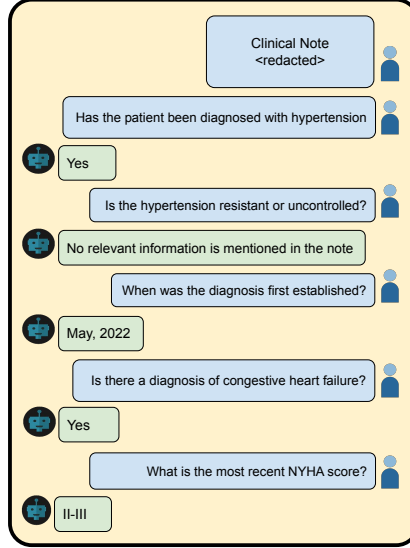 Clinical Note
<redacted>
Has the patient been diagnosed with hypertension
Yes
Is the hypertension resistant or uncontrolled?
No relevant information is mentioned in the note
When was the diagnosis first established?
May, 2022
Is there a diagnosis of congestive heart failure?
Yes
What is the most recent NYHA score?
II-III